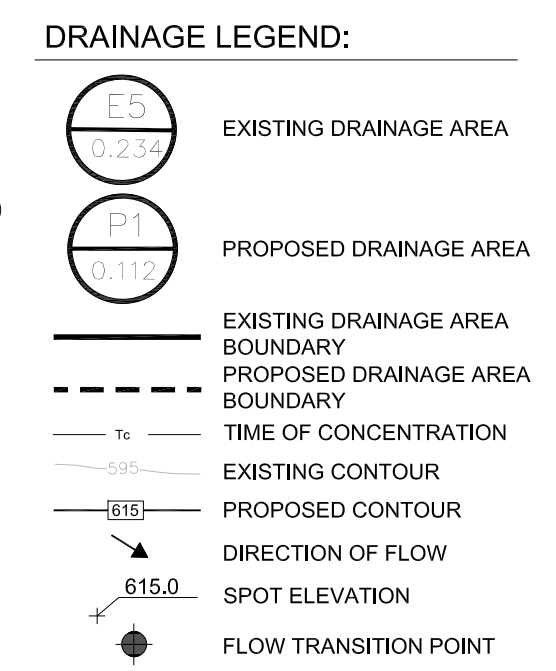 DRAINAGE LEGEND:
E5
0.234
EXISTING DRAINAGE AREA
P1
0.112
PROPOSED DRAINAGE AREA
EXISTING DRAINAGE AREA
BOUNDARY
PROPOSED DRAINAGE AREA
BOUNDARY
Tc TIME OF CONCENTRATION
595 EXISTING CONTOUR
615 PROPOSED CONTOUR
DIRECTION OF FLOW
615.0 SPOT ELEVATION
FLOW TRANSITION POINT